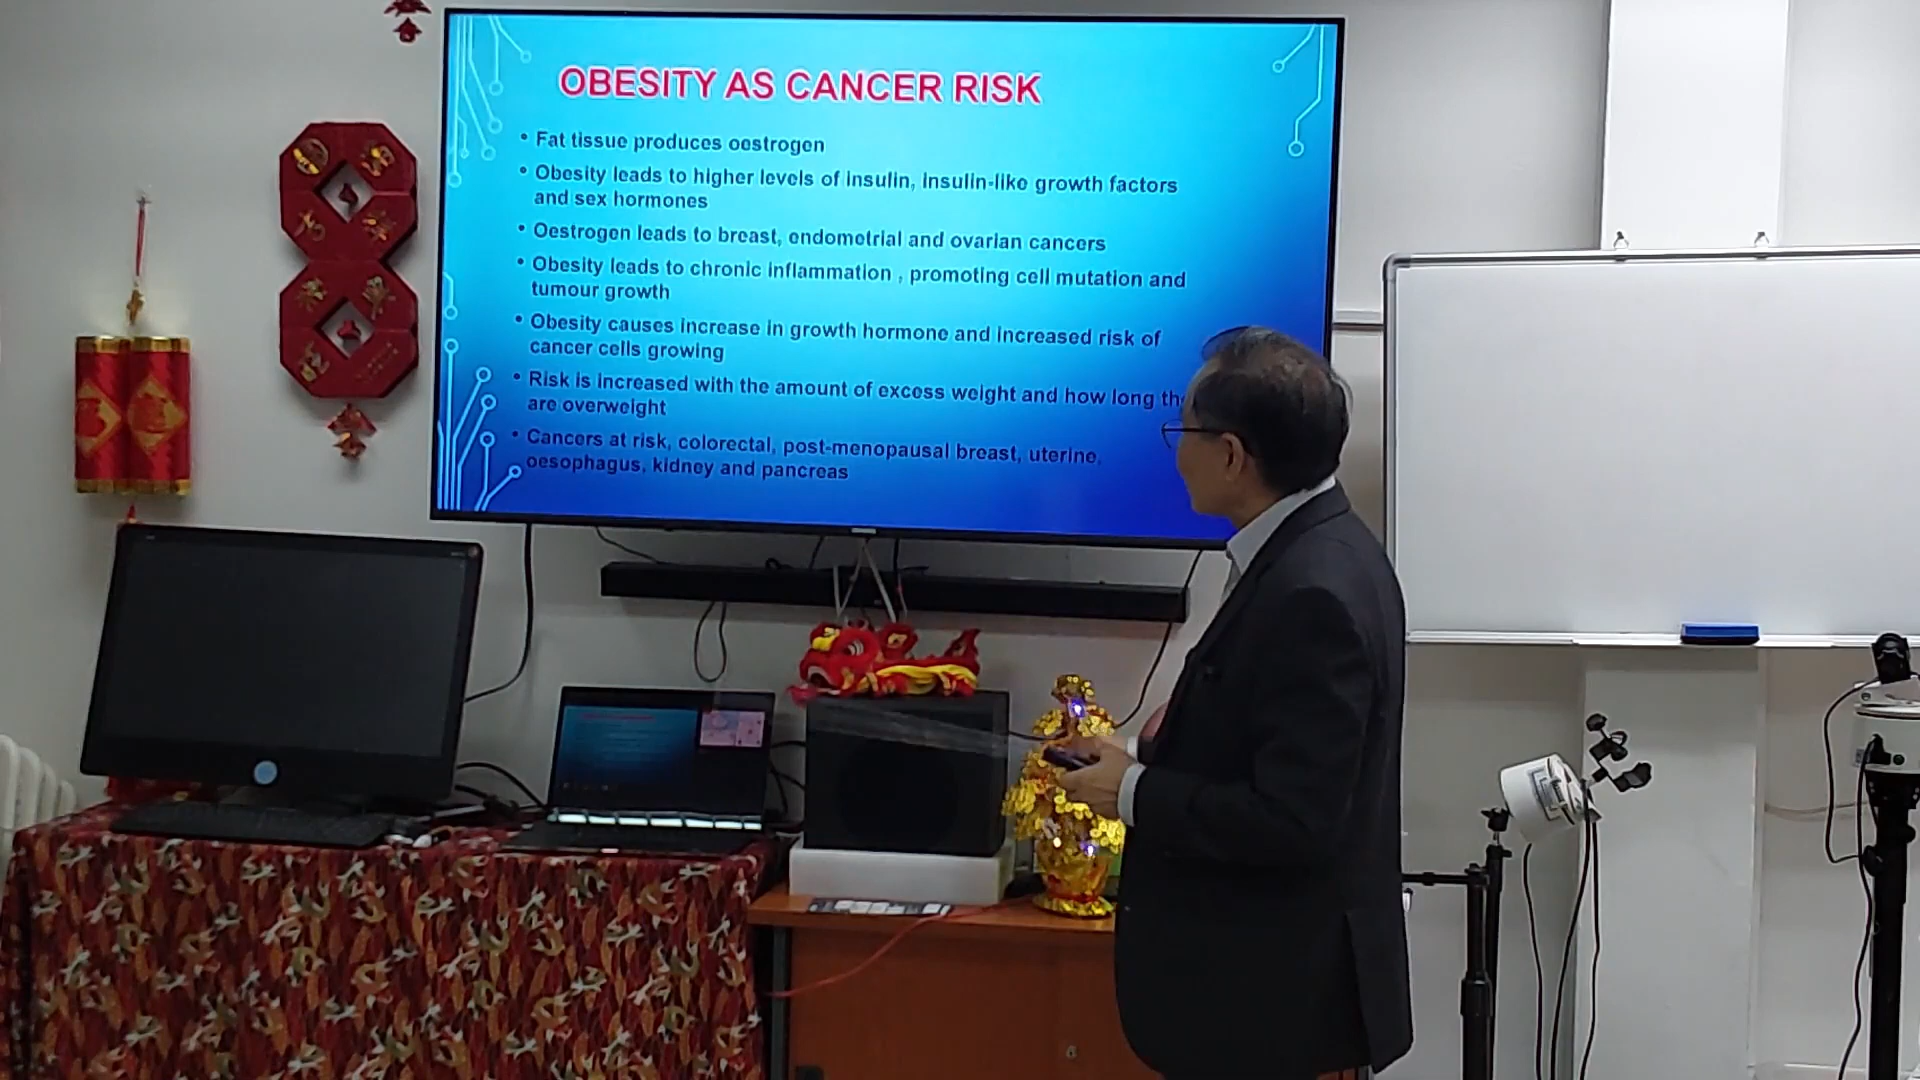 OBESITY AS CANCER RISK
• Fat tissue produces oestrogen
• Obesity leads to higher levels of insulin, insulin-like growth factors
and sex hormones
• Oestrogen leads to breast, endometrial and ovarian cancers
• Obesity leads to chronic inflammation , promoting cell mutation and
tumour growth
• Obesity causes increase in growth hormone and increased risk of
cancer cells growing
• Risk is increased with the amount of excess weight and how long
are overweight
• Cancers at risk, colorectal, post-menopausal breast, uterine,
oesophagus, kidney and pancreas